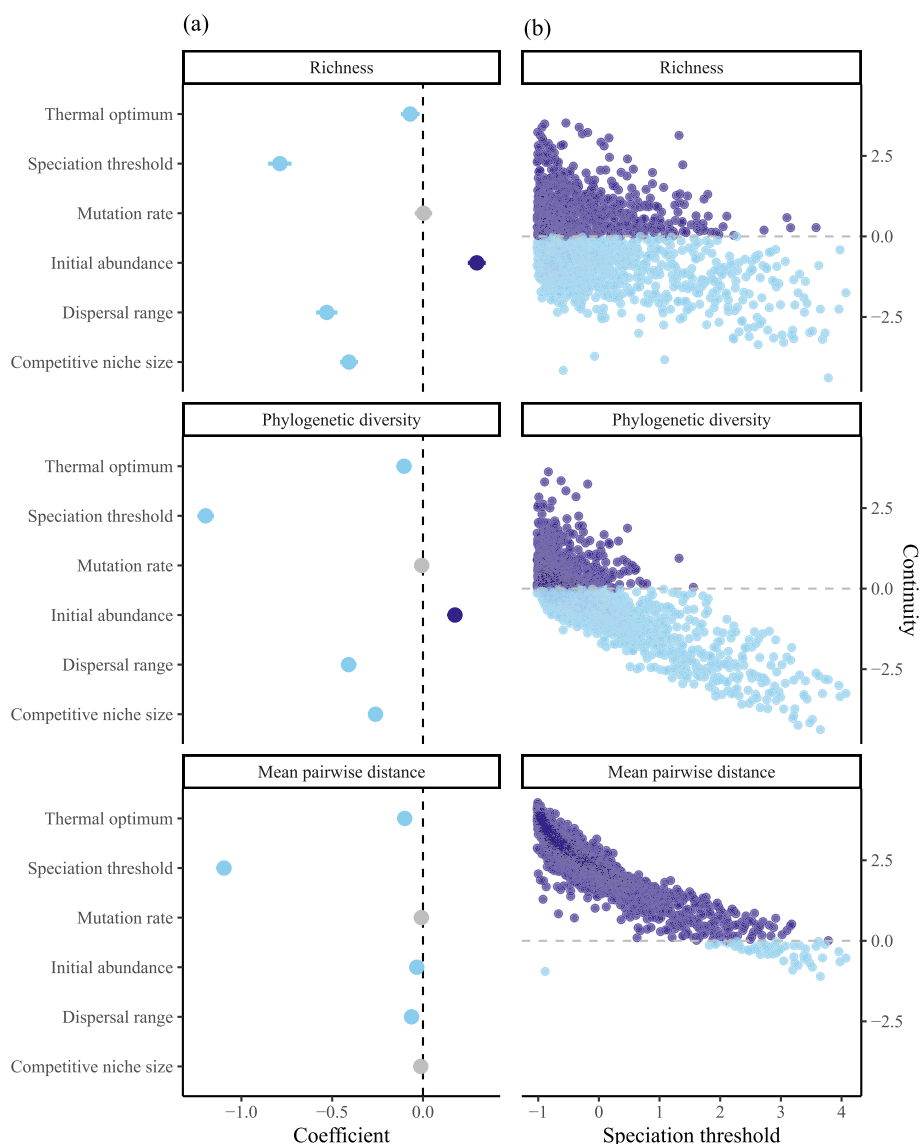 (a)
(b)
Richness
Richness
Thermal optimum
Speciation threshold
Mutation rate
Initial abundance
Dispersal range
Competitive niche size
2.5
0.0
−2.5
Phylogenetic diversity
Phylogenetic diversity
Thermal optimum
Speciation threshold
Mutation rate
Initial abundance
Dispersal range
Competitive niche size
2.5
0.0
−2.5
Continuity
Mean pairwise distance
Mean pairwise distance
Thermal optimum
Speciation threshold
Mutation rate
Initial abundance
Dispersal range
Competitive niche size
2.5
0.0
−2.5
−1.0 −0.5 0.0
−1 0 1 2 3 4
Coefficient
Speciation threshold